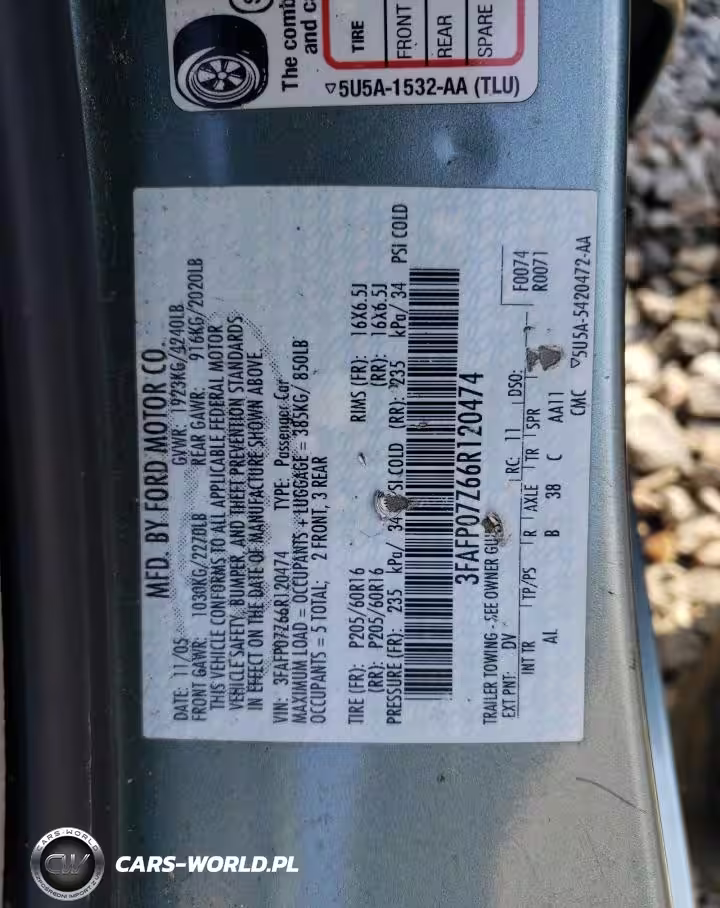 The comb
and c
TIRE
FRONT
REAR
SPARE
▽5U5A-1532-AA (TLU)
MFD. BY FORD MOTOR CO.
DATE: 11/05 GVWR: 1923KG/4240LB
FRONT GAWR: 1030KG/2270LB REAR GAWR: 916KG/2020LB
THIS VEHICLE CONFORMS TO ALL APPLICABLE FEDERAL MOTOR
VEHICLE SAFETY, BUMPER, AND THEFT PREVENTION STANDARDS
IN EFFECT ON THE DATE OF MANUFACTURE SHOWN ABOVE
VIN: 3FAFP07Z66R120474 TYPE: Passenger Car
MAXIMUM LOAD = OCCUPANTS + LUGGAGE = 385KG/ 850LB
OCCUPANTS = 5 TOTAL; 2 FRONT, 3 REAR
TIRE (FR): P205/60R16 RIMS (FR): 16X6.5J
(RR): P205/60R16 (RR): 16X6.5J
PRESSURE (FR): 235 kPa/ 34 PSI COLD (RR): 235 kPa/ 34 PSI COLD
3FAFP07Z66R120474
TRAILER TOWING - SEE OWNER
EXT PNT: DV RC: 11 DSO: F0074
R0071
INT TR TP/PS R AXLE TR SPR
AL B 38 C AA11
CMC ▽5U5A-5420472-AA
CARS-WORLD
CW
CARS-WORLD.PL